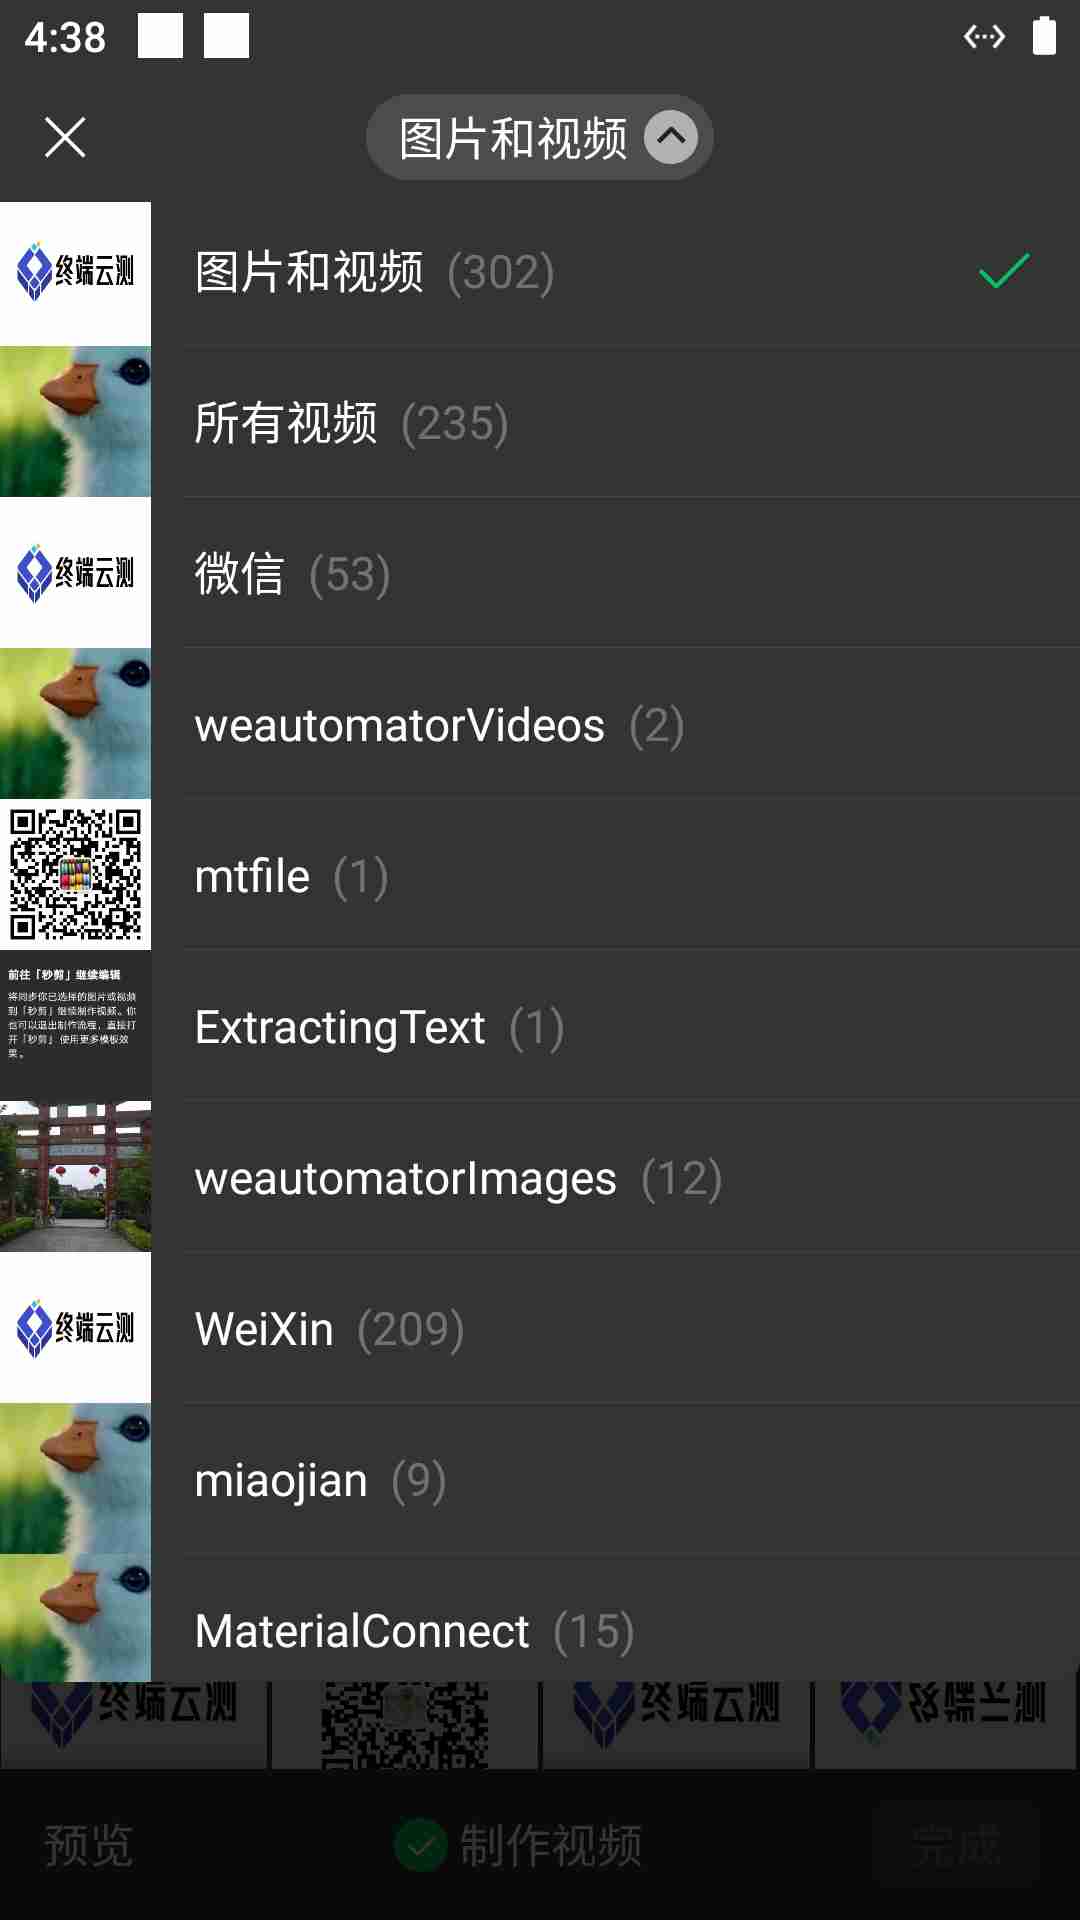 4:38
图片和视频
终端云测
图片和视频 (302)
所有视频 (235)
终端云测
微信 (53)
weautomatorVideos (2)
mtfile (1)
前往「秒剪」继续编辑
将同步你已选择的图片或视频
到「秒剪」继续制作视频。你
也可以退出制作流程，直接打
开「秒剪」使用更多模板效
果。
ExtractingText (1)
weautomatorImages (12)
终端云测
WeiXin (209)
miaojian (9)
MaterialConnect (15)
终端云测
终端云测
预览
制作视频
完成